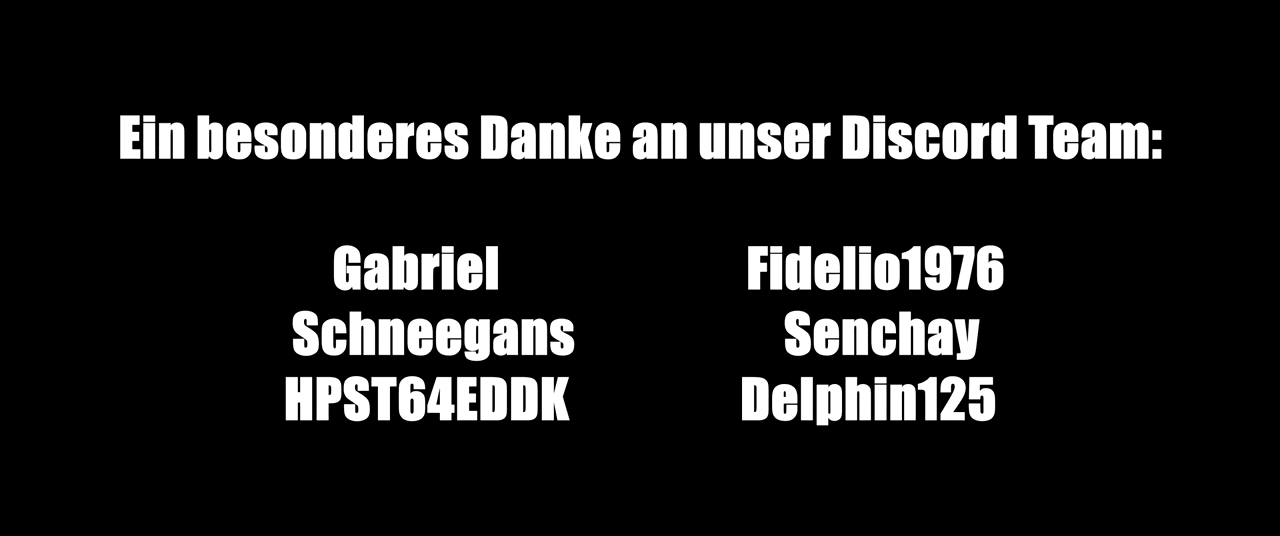 Ein besonderes Danke an unser Discord Team:
Gabriel
Schneegans
HPST64EDDK
Fidelio1976
Senchay
Delphin125